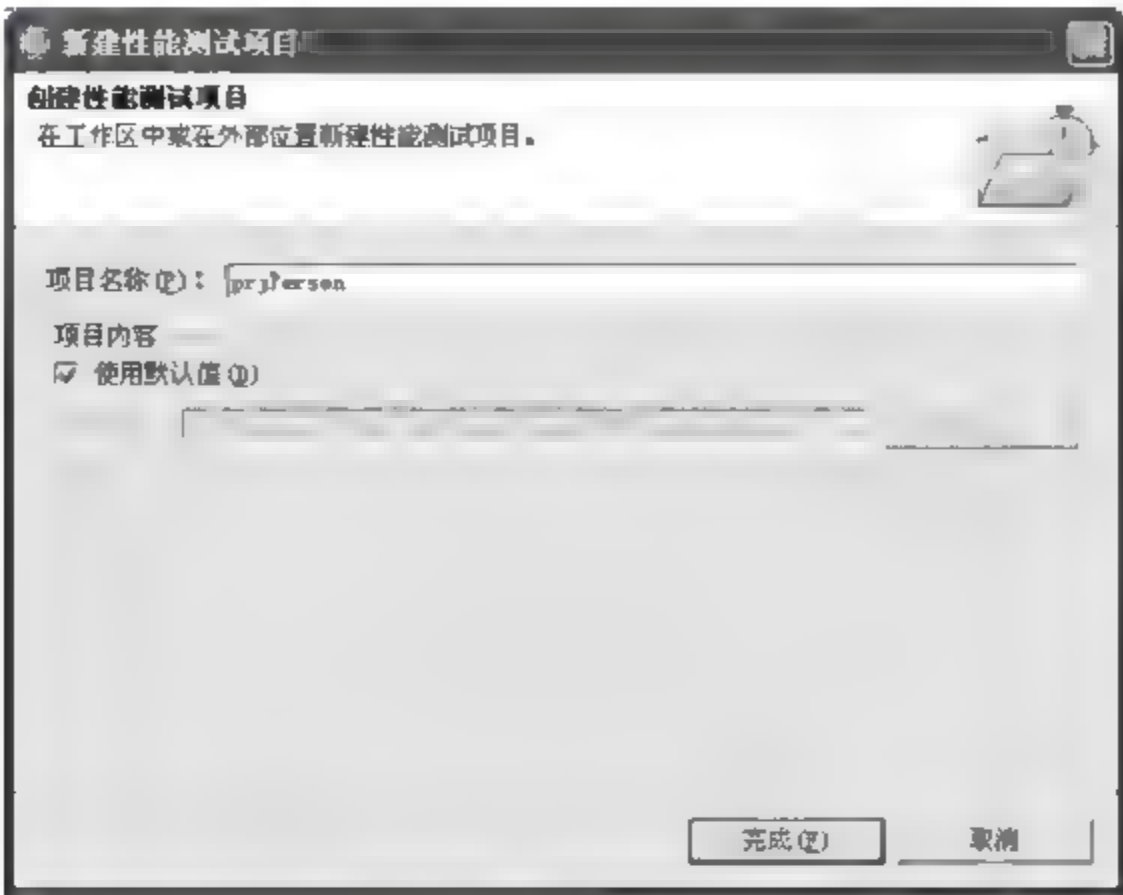 新建性能测试项目
创建性能测试项目
在工作区中或在外部位置新建性能测试项目。
项目名称(P): prjPerson
项目内容
使用默认值(D)
完成(F)
取消